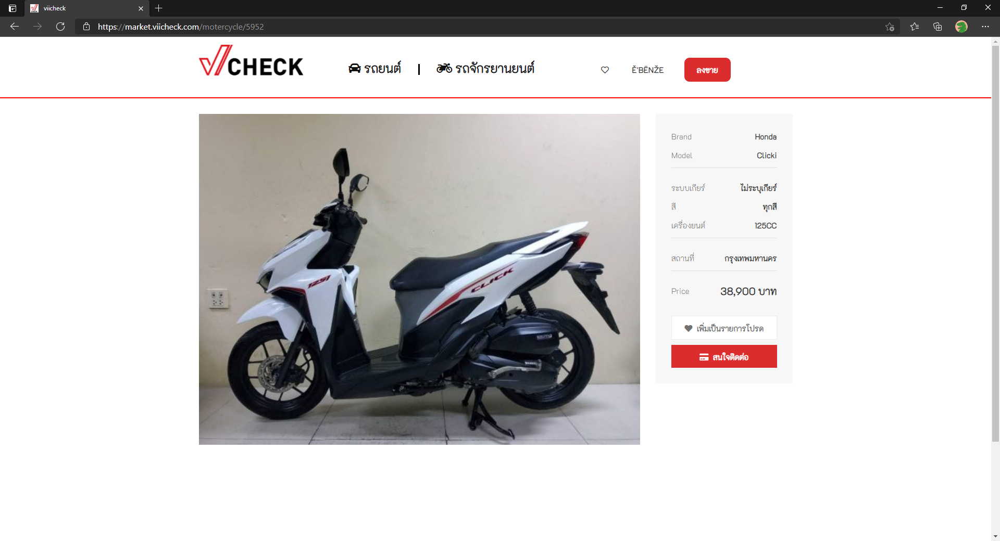 viicheck
https://market.viicheck.com/motercycle/5952
VCHECK
รถยนต์ | รถจักรยานยนต์
Ĕ'BËNŽE
ลงขาย
125i
CLICK
Brand Honda
Model Clicki
ระบบเกียร์ ไม่ระบุเกียร์
สี ทุกสี
เครื่องยนต์ 125CC
สถานที่ กรุงเทพมหานคร
Price 38,900 บาท
เพิ่มเป็นรายการโปรด
สนใจติดต่อ